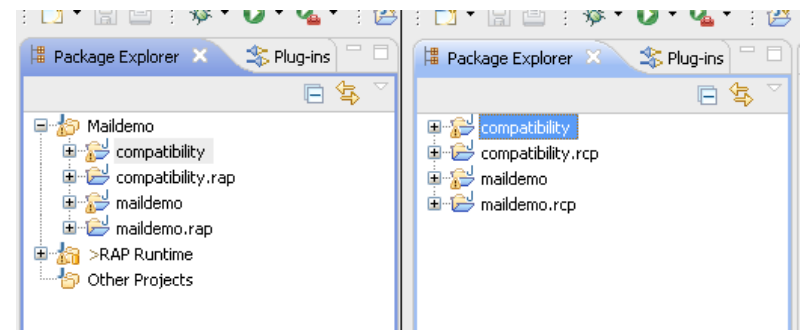 Package Explorer Plug-ins
Maildemo
compatibility
compatibility.rap
maildemo
maildemo.rap
>RAP Runtime
Other Projects
Package Explorer Plug-ins
compatibility
compatibility.rcp
maildemo
maildemo.rcp